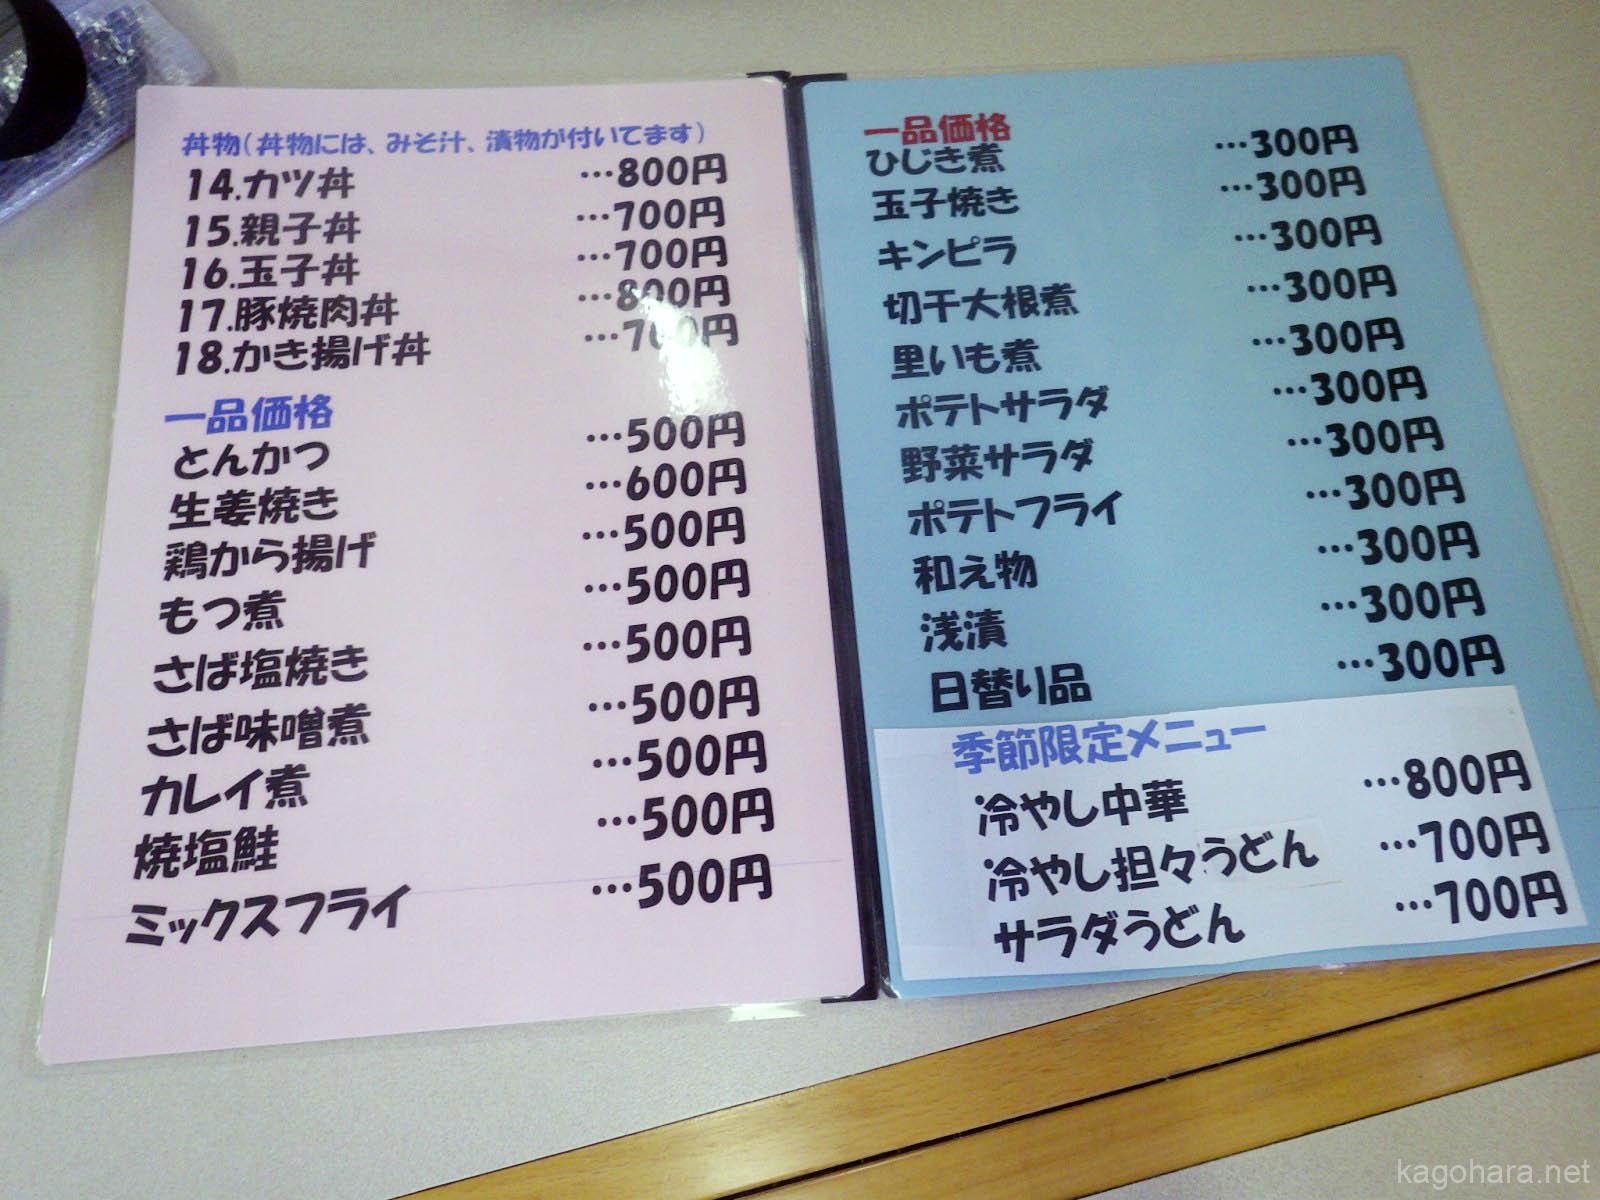 丼物(丼物には、みそ汁、漬物が付いてます)
14.カツ丼 …800円
15.親子丼 …700円
16.玉子丼 …700円
17.豚焼肉丼 …800円
18.かき揚げ丼 …700円
一品価格
とんかつ …500円
生姜焼き …600円
鶏から揚げ …500円
もつ煮 …500円
さば塩焼き …500円
さば味噌煮 …500円
カレイ煮 …500円
焼塩鮭 …500円
ミックスフライ …500円
一品価格
ひじき煮 …300円
玉子焼き …300円
キンピラ …300円
切干大根煮 …300円
里いも煮 …300円
ポテトサラダ …300円
野菜サラダ …300円
ポテトフライ …300円
和え物 …300円
浅漬 …300円
日替り品 …300円
季節限定メニュー
冷やし中華 …800円
冷やし担々うどん …700円
サラダうどん …700円
kagohara.net